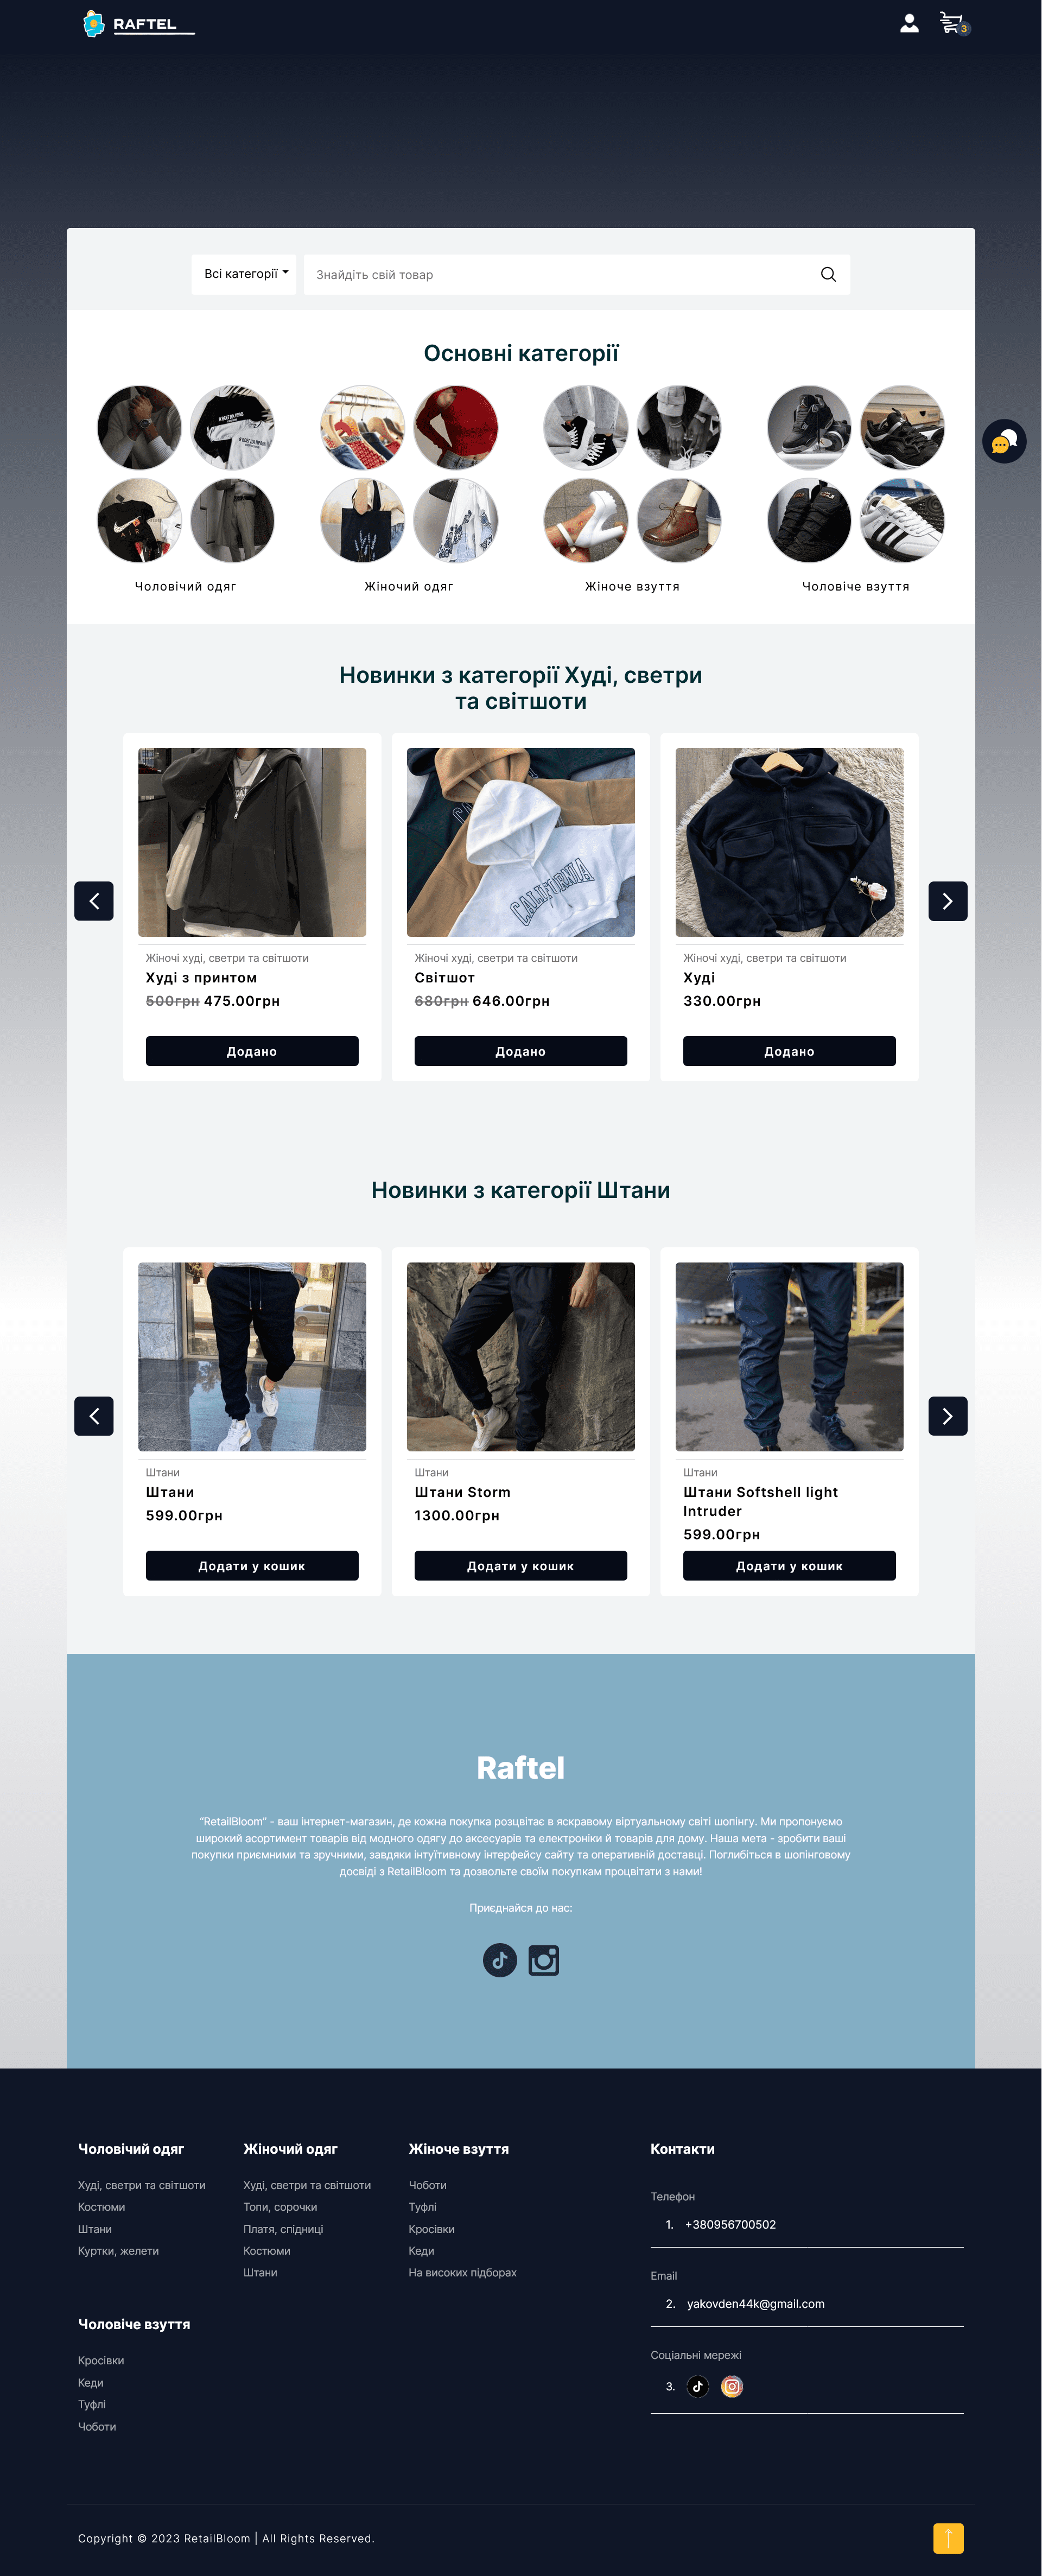 RAFTEL
3
Всі категорії
Знайдіть свій товар
Основні категорії
Чоловічий одяг
Жіночий одяг
Жіноче взуття
Чоловіче взуття
Новинки з категорії Худі, светри
та світшоти
CALIFORNIA
Жіночі худі, светри та світшоти
Худі з принтом
500грн 475.00грн
Додано
Жіночі худі, светри та світшоти
Світшот
680грн 646.00грн
Додано
Жіночі худі, светри та світшоти
Худі
330.00грн
Додано
Новинки з категорії Штани
Штани
Штани
599.00грн
Додати у кошик
Штани
Штани Storm
1300.00грн
Додати у кошик
Штани
Штани Softshell light
Intruder
599.00грн
Додати у кошик
Raftel
“RetailBloom” - ваш інтернет-магазин, де кожна покупка розцвітає в яскравому віртуальному світі шопінгу. Ми пропонуємо
широкий асортимент товарів від модного одягу до аксесуарів та електроніки й товарів для дому. Наша мета - зробити ваші
покупки приємними та зручними, завдяки інтуїтивному інтерфейсу сайту та оперативній доставці. Поглибіться в шопінговому
досвіді з RetailBloom та дозвольте своїм покупкам процвітати з нами!
Приєднайся до нас:
Чоловічий одяг
Худі, светри та світшоти
Костюми
Штани
Куртки, желети
Жіночий одяг
Худі, светри та світшоти
Топи, сорочки
Платя, спідниці
Костюми
Штани
Жіноче взуття
Чоботи
Туфлі
Кросівки
Кеди
На високих підборах
Чоловіче взуття
Кросівки
Кеди
Туфлі
Чоботи
Контакти
Телефон
1. +380956700502
Email
2. yakovden44k@gmail.com
Соціальні мережі
3.
Copyright © 2023 RetailBloom | All Rights Reserved.